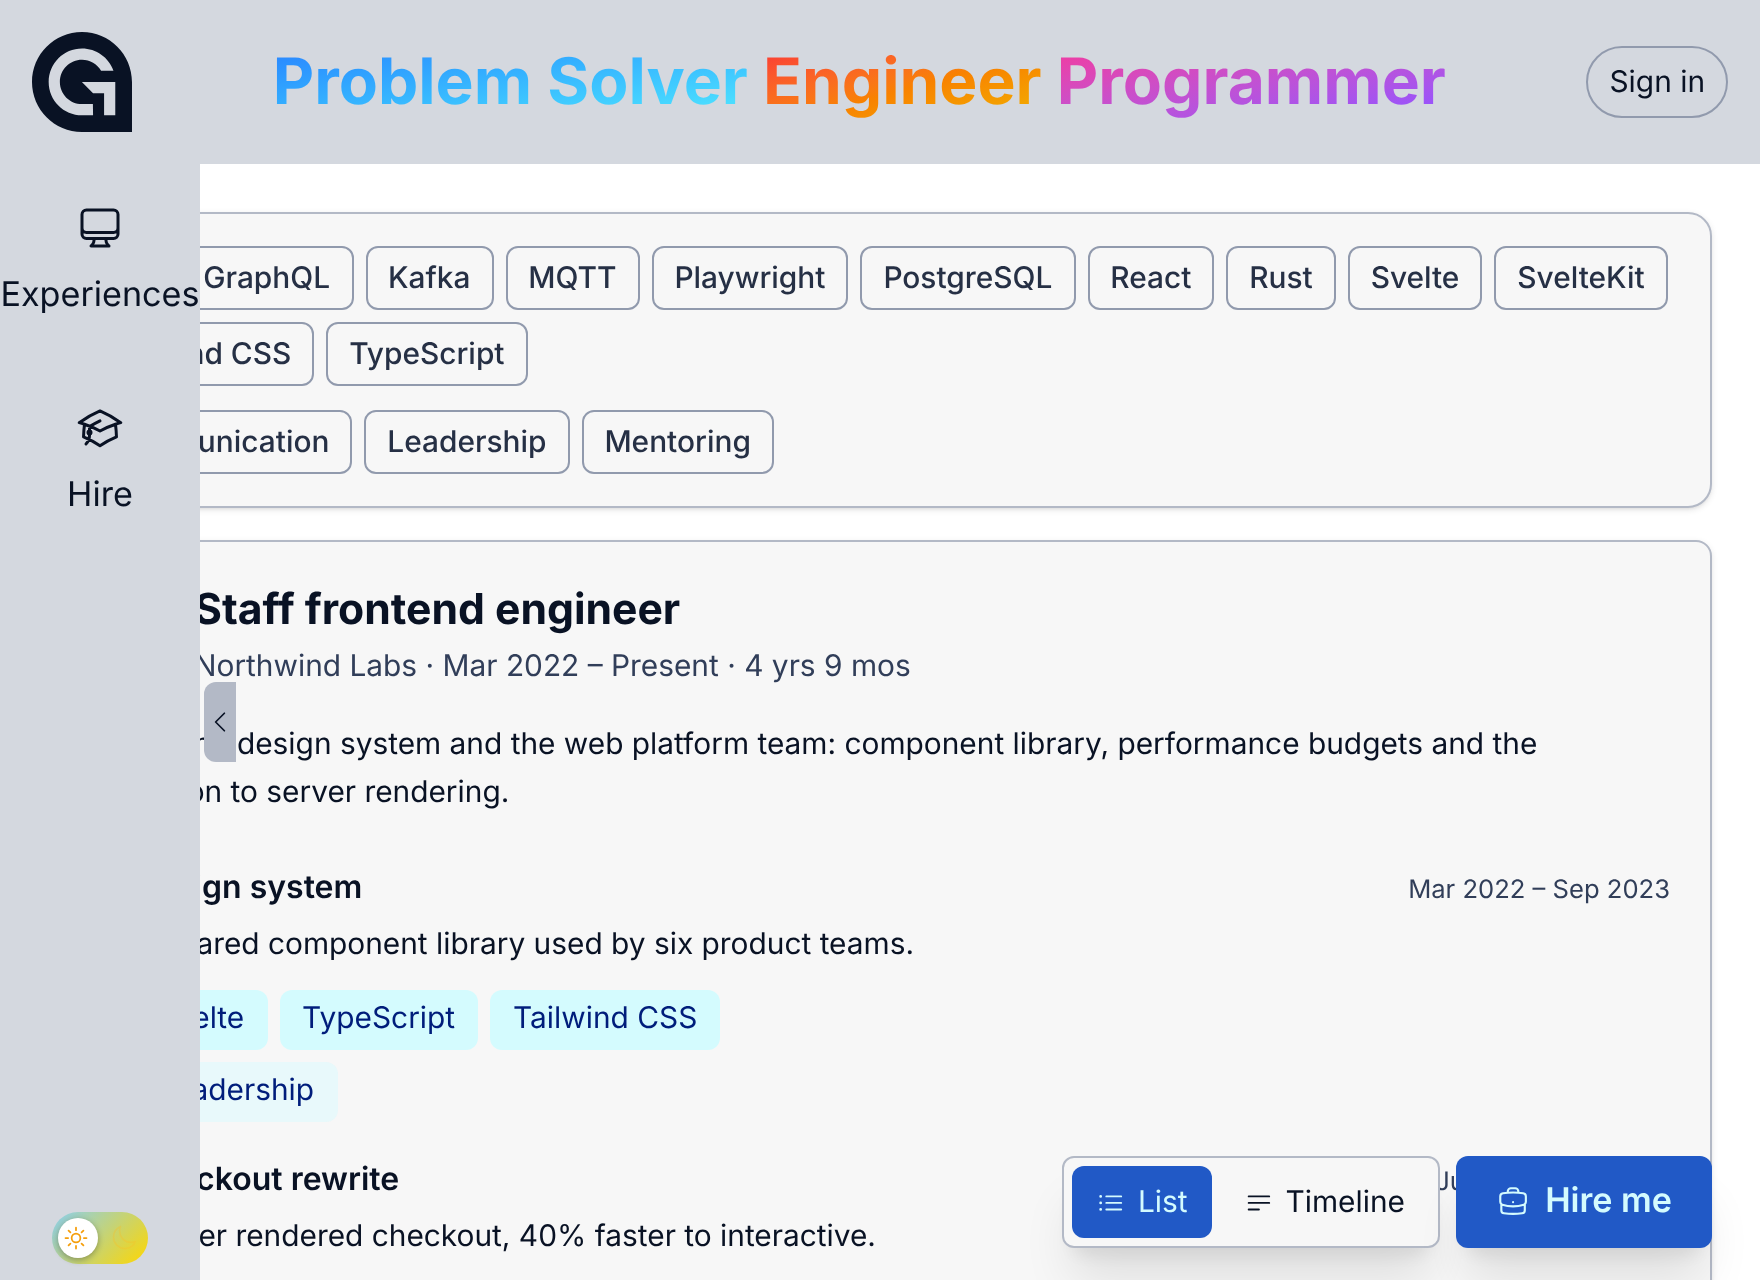 Problem Solver Engineer Programmer
Sign in
Experiences
Hire
GraphQL Kafka MQTT Playwright PostgreSQL React Rust Svelte SvelteKit
CSS TypeScript
Leadership Mentoring
Staff frontend engineer
Northwind Labs · Mar 2022 – Present · 4 yrs 9 mos
design system and the web platform team: component library, performance budgets and the
to server rendering.
system
Mar 2022 – Sep 2023
component library used by six product teams.
TypeScript Tailwind CSS
rewrite
List Timeline
Hire me
rendered checkout, 40% faster to interactive.